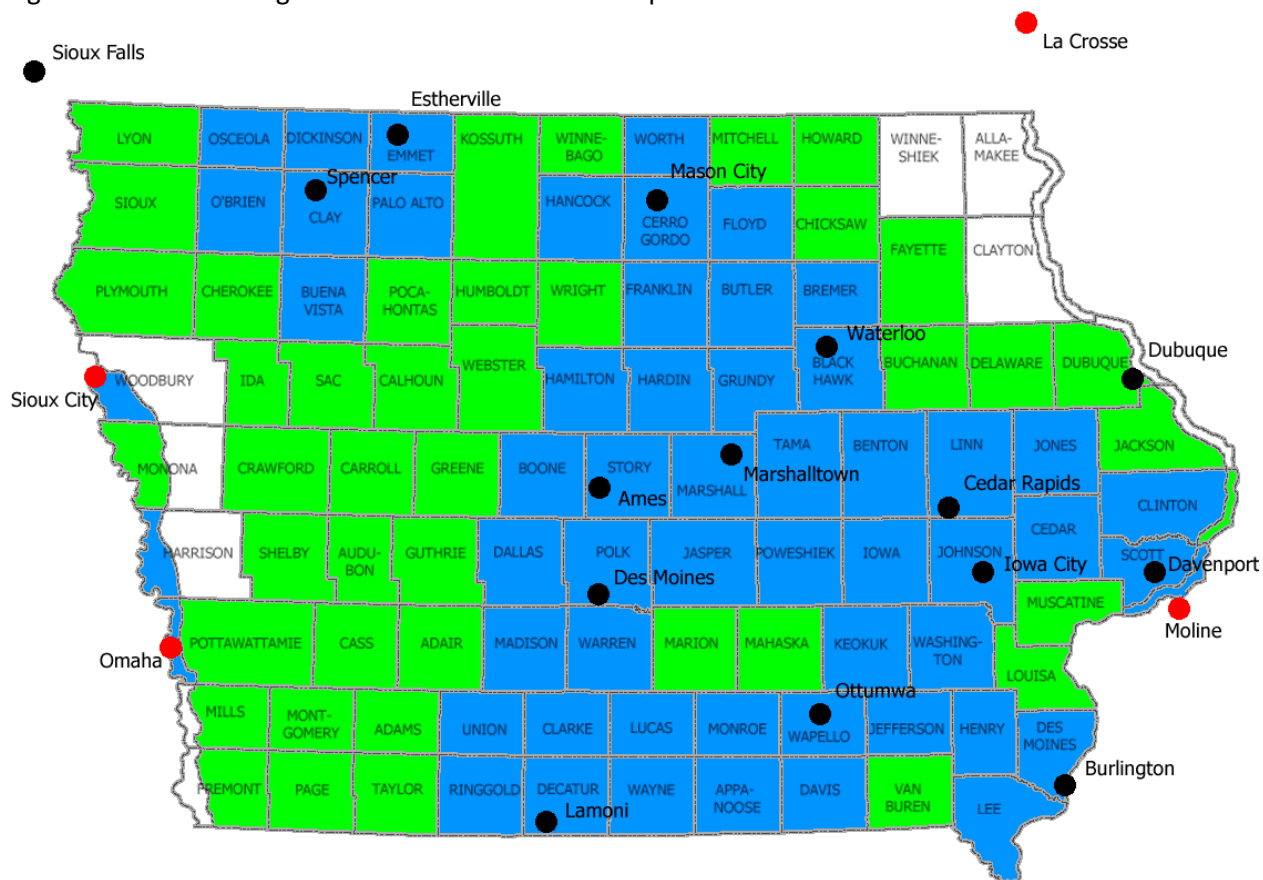 Sioux Falls
La Crosse
Estherville
LYON
OSCEOLA
DICKINSON
EMMET
KOSSUTH
WINNE-
BAGO
WORTH
MITCHELL
HOWARD
WINNE-
SHIEK
ALLA-
MAKEE
Spencer
Mason City
SIOUX
O'BRIEN
CLAY
PALO ALTO
HANCOCK
CERRO
GORDO
FLOYD
CHICKSAW
FAYETTE
CLAYTON
PLYMOUTH
CHEROKEE
BUENA
VISTA
POCA-
HONTAS
HUMBOLDT
WRIGHT
FRANKLIN
BUTLER
BREMER
Waterloo
Dubuque
WOODBURY
IDA
SAC
CALHOUN
WEBSTER
HAMILTON
HARDIN
GRUNDY
BLACK
HAWK
BUCHANAN
DELAWARE
DUBUQUE
Sioux City
MONONA
CRAWFORD
CARROLL
GREENE
BOONE
STORY
MARSHALL
TAMA
BENTON
LINN
JONES
JACKSON
Ames
Marshalltown
Cedar Rapids
CLINTON
HARRISON
SHELBY
AUDU-
BON
GUTHRIE
DALLAS
POLK
JASPER
POWESHIEK
IOWA
JOHNSON
CEDAR
SCOTT
Des Moines
Iowa City
Davenport
MUSCATINE
Moline
Omaha
POTTAWATTAMIE
CASS
ADAIR
MADISON
WARREN
MARION
MAHASKA
KEOKUK
WASHING-
TON
LOUISA
Ottumwa
MILLS
MONT-
GOMERY
ADAMS
UNION
CLARKE
LUCAS
MONROE
WAPELLO
JEFFERSON
HENRY
DES
MOINES
Burlington
FREMONT
PAGE
TAYLOR
RINGGOLD
DECATUR
WAYNE
APPA-
NOOSE
DAVIS
VAN
BUREN
LEE
Lamoni